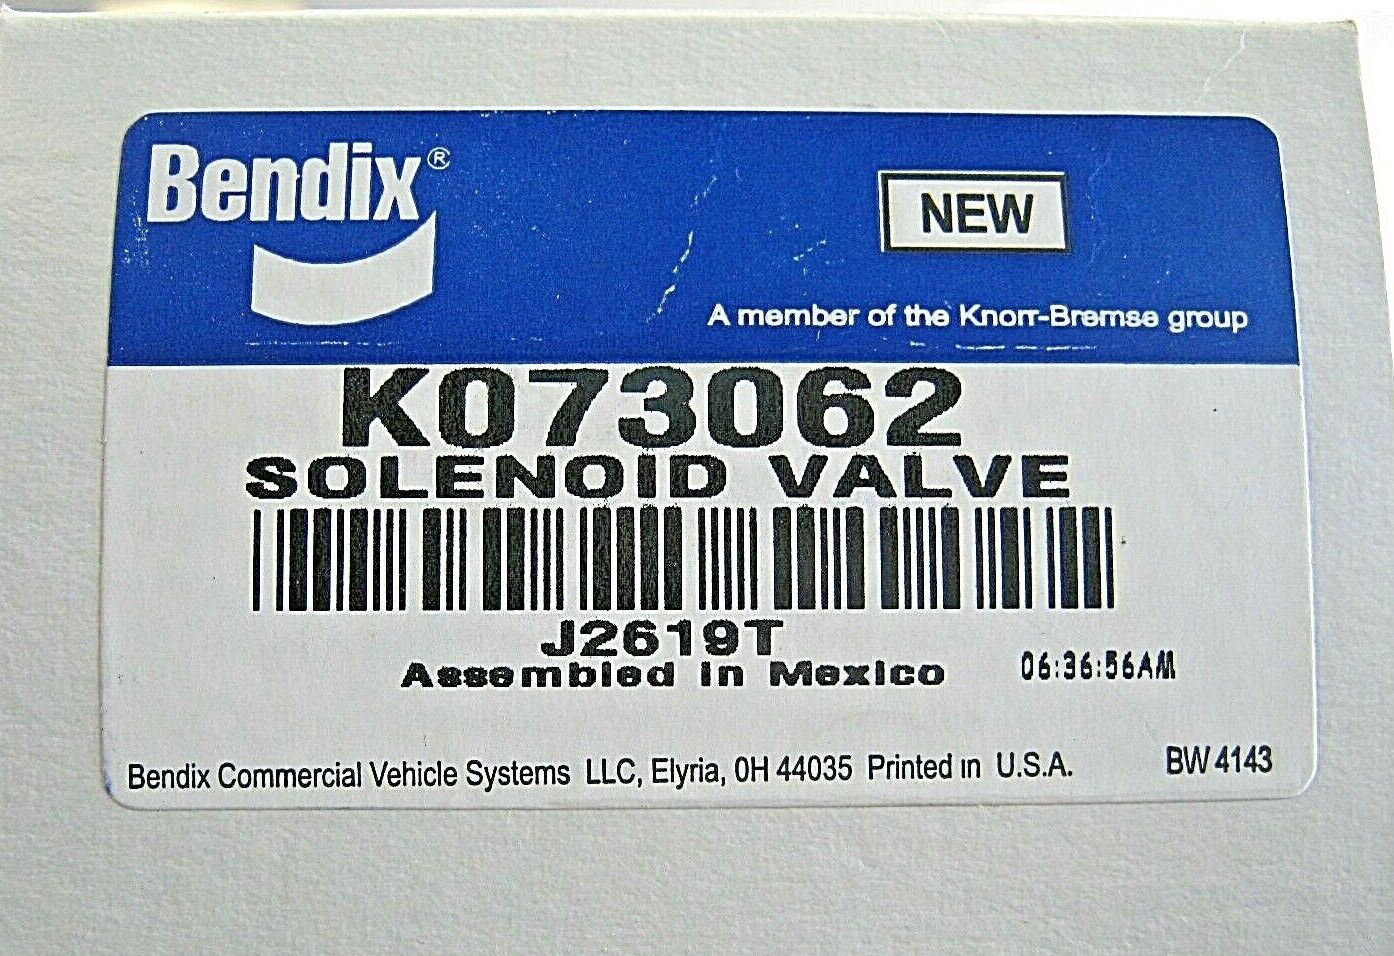 Bendix®
NEW
A member of the Knorr-Bremse group
K073062
SOLENOID VALVE
J2619T
Assembled in Mexico
06:36:56AM
Bendix Commercial Vehicle Systems LLC, Elyria, OH 44035 Printed in U.S.A.
BW 4143